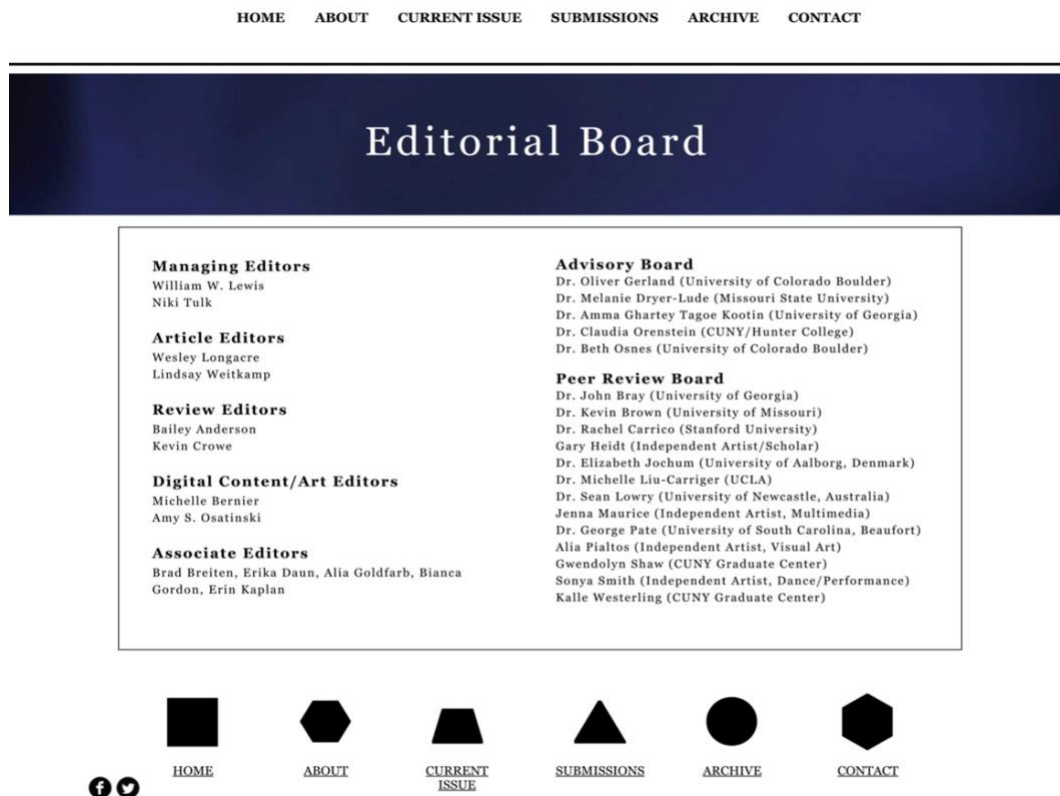 HOME ABOUT CURRENT ISSUE SUBMISSIONS ARCHIVE CONTACT
Editorial Board
Managing Editors
William W. Lewis
Niki Tulk
Article Editors
Wesley Longacre
Lindsay Weitkamp
Review Editors
Bailey Anderson
Kevin Crowe
Digital Content/Art Editors
Michelle Bernier
Amy S. Osatinski
Associate Editors
Brad Breiten, Erika Daun, Alia Goldfarb, Bianca
Gordon, Erin Kaplan
Advisory Board
Dr. Oliver Gerland (University of Colorado Boulder)
Dr. Melanie Dryer-Lude (Missouri State University)
Dr. Amma Ghartey Tagoe Kootin (University of Georgia)
Dr. Claudia Orenstein (CUNY/Hunter College)
Dr. Beth Osnes (University of Colorado Boulder)
Peer Review Board
Dr. John Bray (University of Georgia)
Dr. Kevin Brown (University of Missouri)
Dr. Rachel Carrico (Stanford University)
Gary Heidt (Independent Artist/Scholar)
Dr. Elizabeth Jochum (University of Aalborg, Denmark)
Dr. Michelle Liu-Carriger (UCLA)
Dr. Sean Lowry (University of Newcastle, Australia)
Jenna Maurice (Independent Artist, Multimedia)
Dr. George Pate (University of South Carolina, Beaufort)
Alia Pialtos (Independent Artist, Visual Art)
Gwendolyn Shaw (CUNY Graduate Center)
Sonya Smith (Independent Artist, Dance/Performance)
Kalle Westerling (CUNY Graduate Center)
HOME
ABOUT
CURRENT
ISSUE
SUBMISSIONS
ARCHIVE
CONTACT